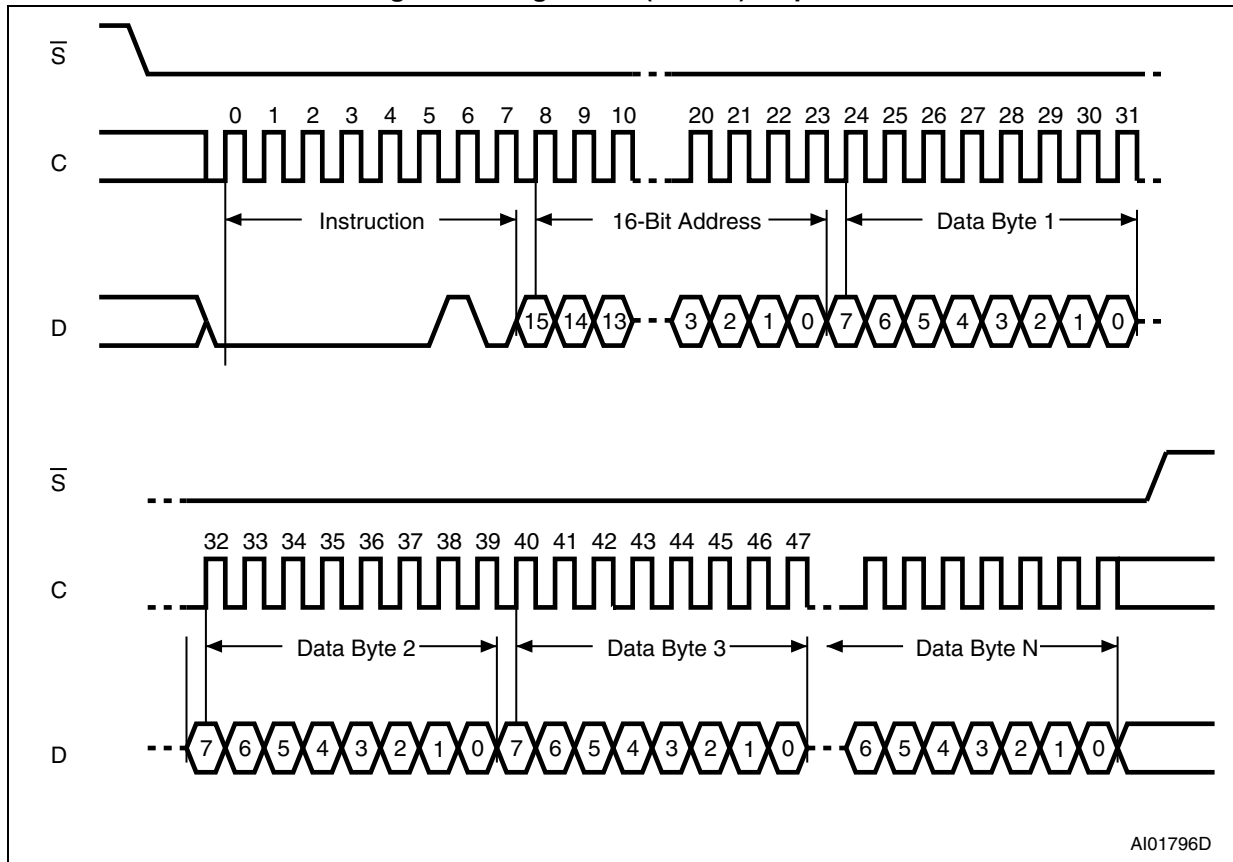 S
0 1 2 3 4 5 6 7 8 9 10 20 21 22 23 24 25 26 27 28 29 30 31
C
Instruction 16-Bit Address Data Byte 1
D 15 14 13 3 2 1 0 7 6 5 4 3 2 1 0
S
32 33 34 35 36 37 38 39 40 41 42 43 44 45 46 47
C
Data Byte 2 Data Byte 3 Data Byte N
D 7 6 5 4 3 2 1 0 7 6 5 4 3 2 1 0 6 5 4 3 2 1 0
AI01796D